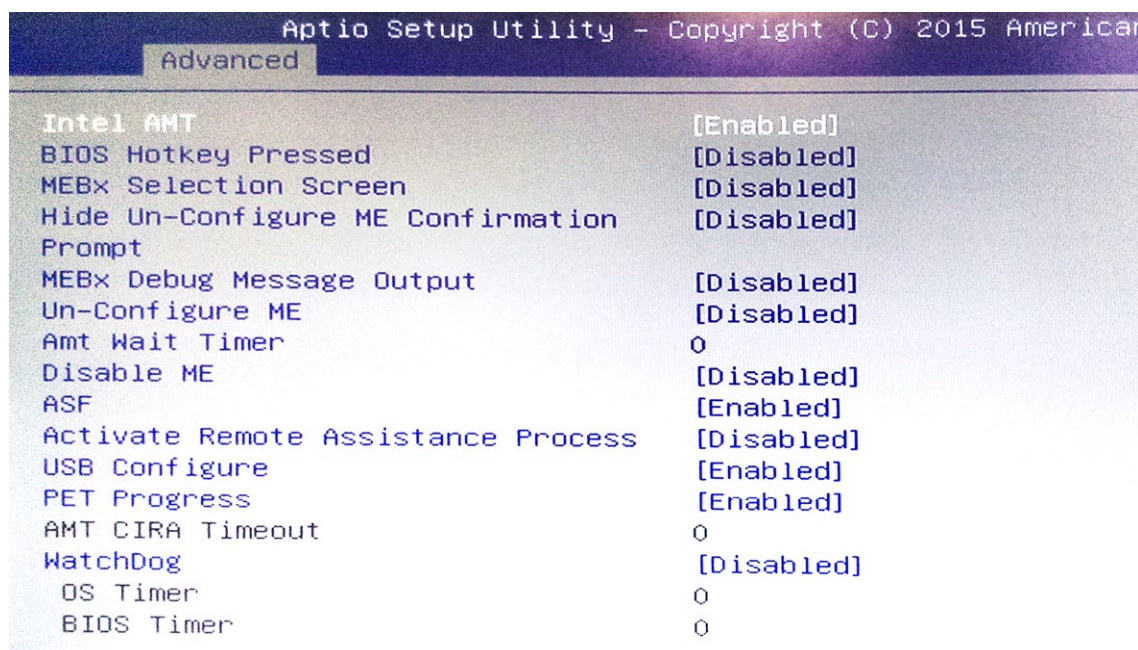 Aptio Setup Utility – Copyright (C) 2015 American
Advanced
Intel AMT [Enabled]
BIOS Hotkey Pressed [Disabled]
MEBx Selection Screen [Disabled]
Hide Un-Configure ME Confirmation [Disabled]
Prompt
MEBx Debug Message Output [Disabled]
Un-Configure ME [Disabled]
Amt Wait Timer 0
Disable ME [Disabled]
ASF [Enabled]
Activate Remote Assistance Process [Disabled]
USB Configure [Enabled]
PET Progress [Enabled]
AMT CIRA Timeout 0
WatchDog [Disabled]
OS Timer 0
BIOS Timer 0